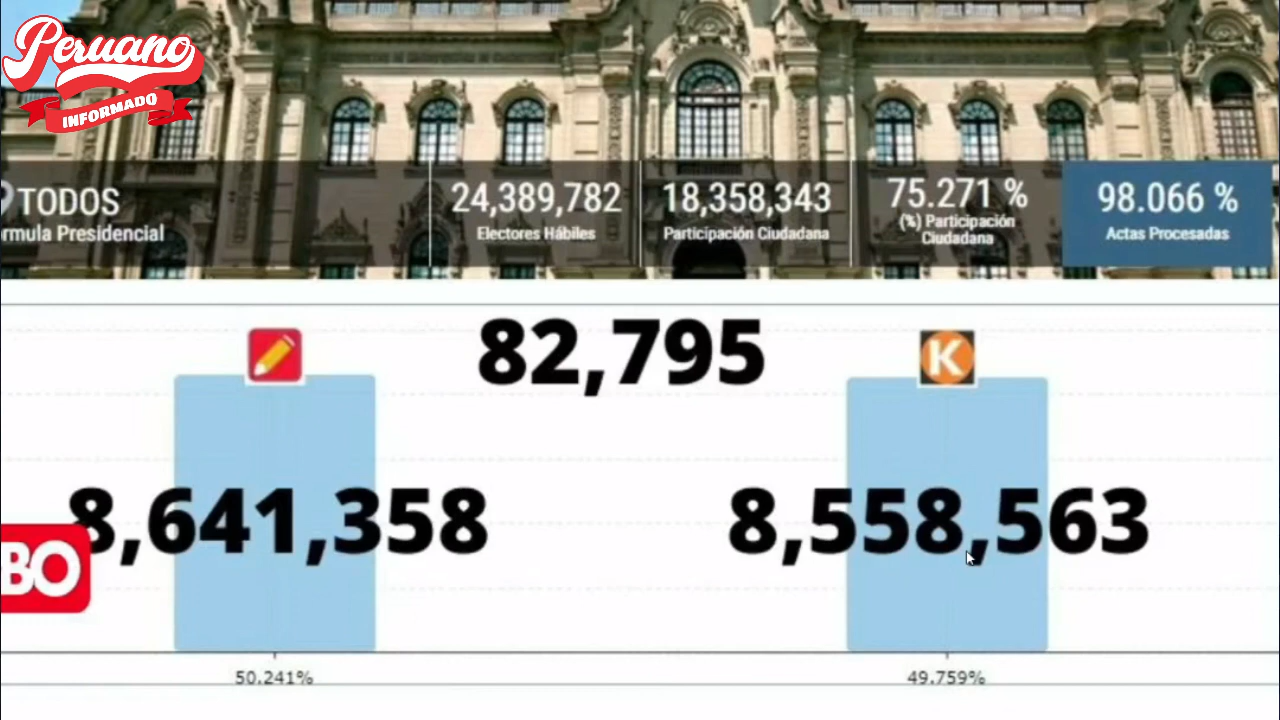 Peruano
INFORMADO
TODOS
rmula Presidencial
24,389,782
Electores Hábiles
18,358,343
Participación Ciudadana
75.271 %
(%) Participación
Ciudadana
98.066 %
Actas Procesadas
82,795
K
8,641,358
8,558,563
BO
50.241%
49.759%